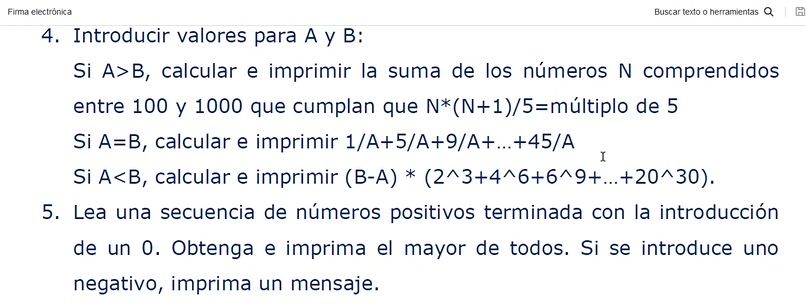 Firma electrónica
Buscar texto o herramientas
4. Introducir valores para A y B:
Si A>B, calcular e imprimir la suma de los números N comprendidos
entre 100 y 1000 que cumplan que N*(N+1)/5=múltiplo de 5
Si A=B, calcular e imprimir 1/A+5/A+9/A+...+45/A
Si A<B, calcular e imprimir (B-A) * (2^3+4^6+6^9+...+20^30).
5. Lea una secuencia de números positivos terminada con la introducción
de un 0. Obtenga e imprima el mayor de todos. Si se introduce uno
negativo, imprima un mensaje.